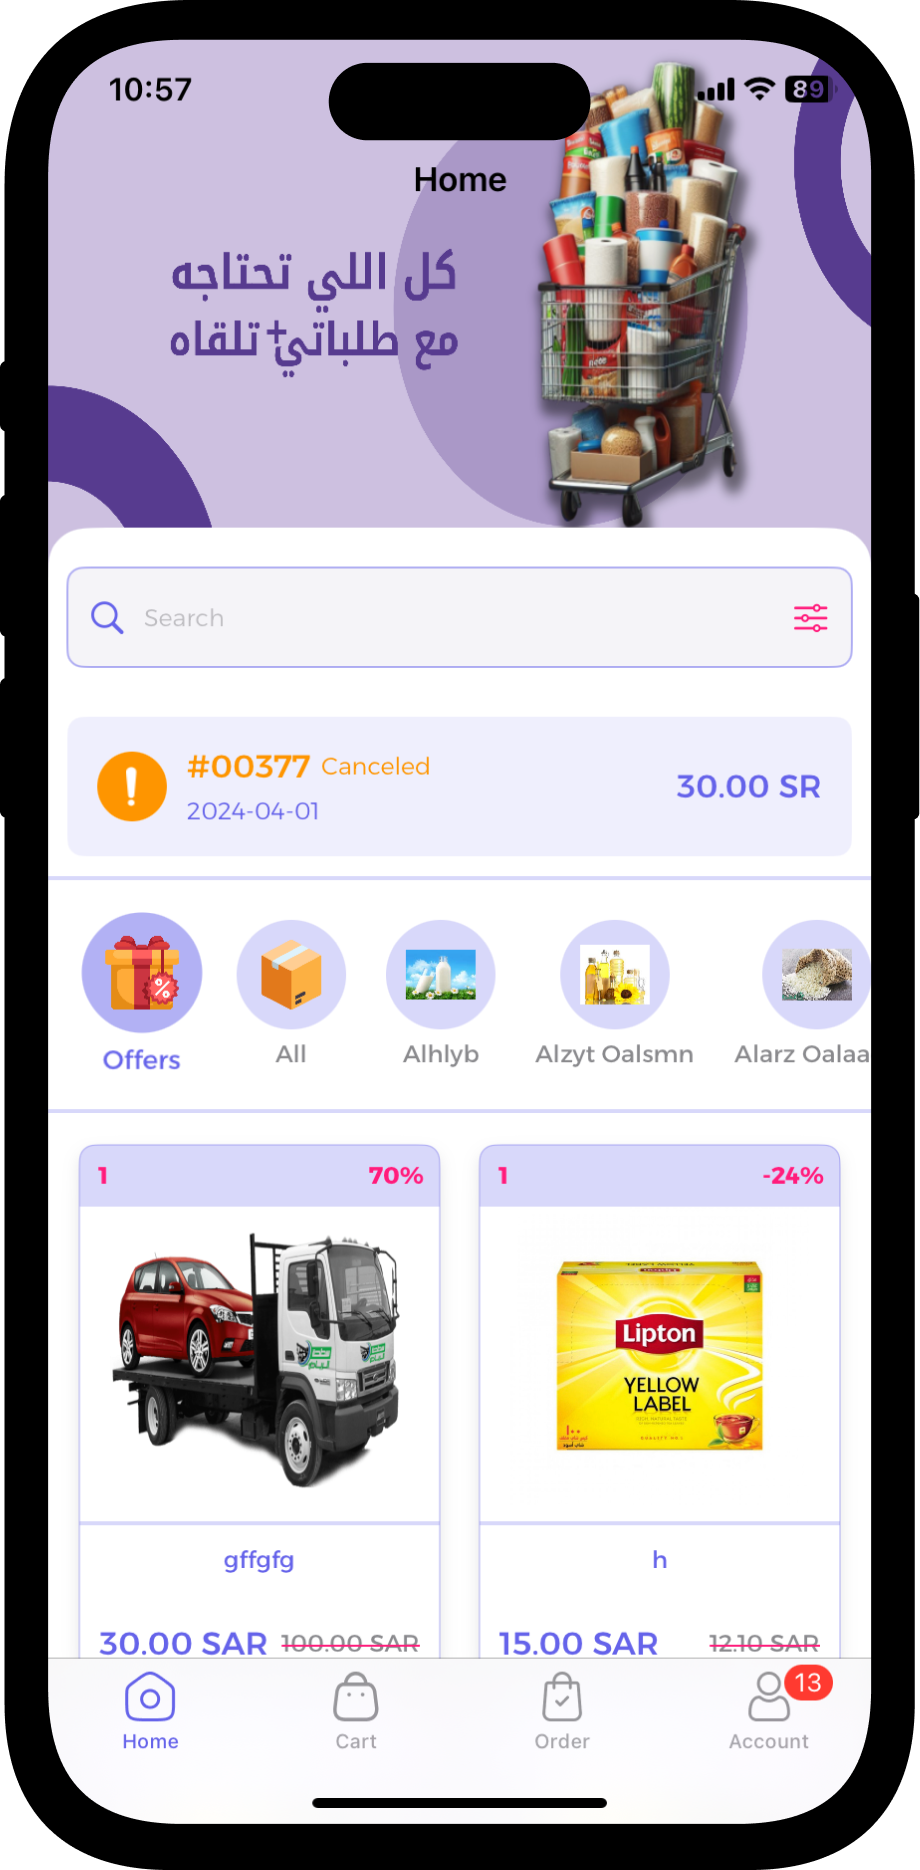 10:57
89
Home
كل اللي تحتاجه
مع طلباتي+ تلقاه
Search
#00377 Canceled
2024-04-01
30.00 SR
Offers
All
Alhlyb
Alzyt Oalsmn
Alarz Oalaa
1 70%
1 -24%
Lipton
YELLOW
LABEL
gffgfg
h
30.00 SAR 100.00 SAR
15.00 SAR 12.10 SAR
13
Home
Cart
Order
Account